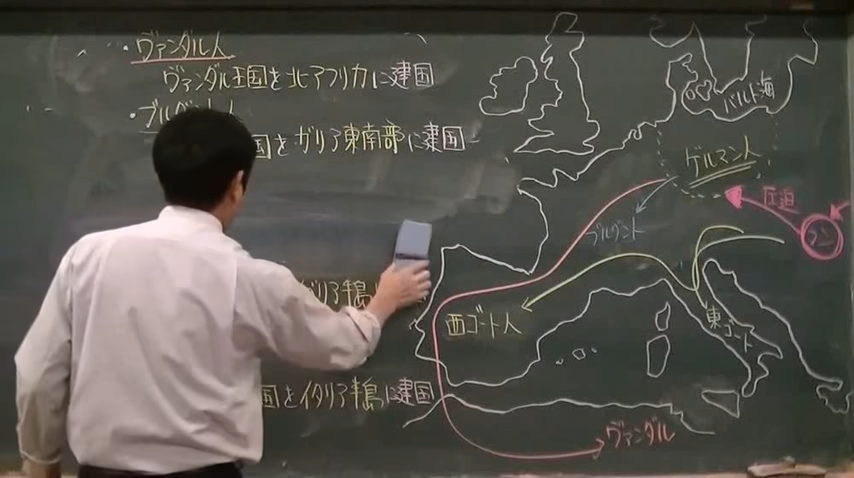 ・ヴァンダル人
ヴァンダル王国を北アフリカに建国
・ブルグント人
国をガリア東南部に建国
国をイタリア半島に建国
バルト海
ゲルマン人
圧迫
フン
ブルグント
西ゴート人
東ゴート
ヴァンダル